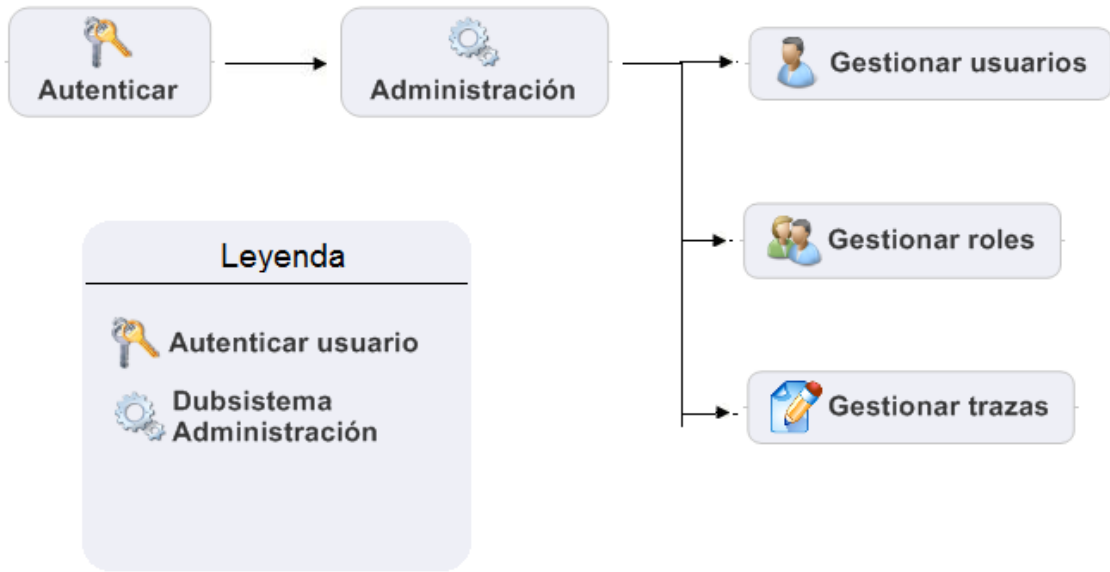 Autenticar
Administración
Gestionar usuarios
Gestionar roles
Gestionar trazas
Leyenda
Autenticar usuario
Dubsistema
Administración